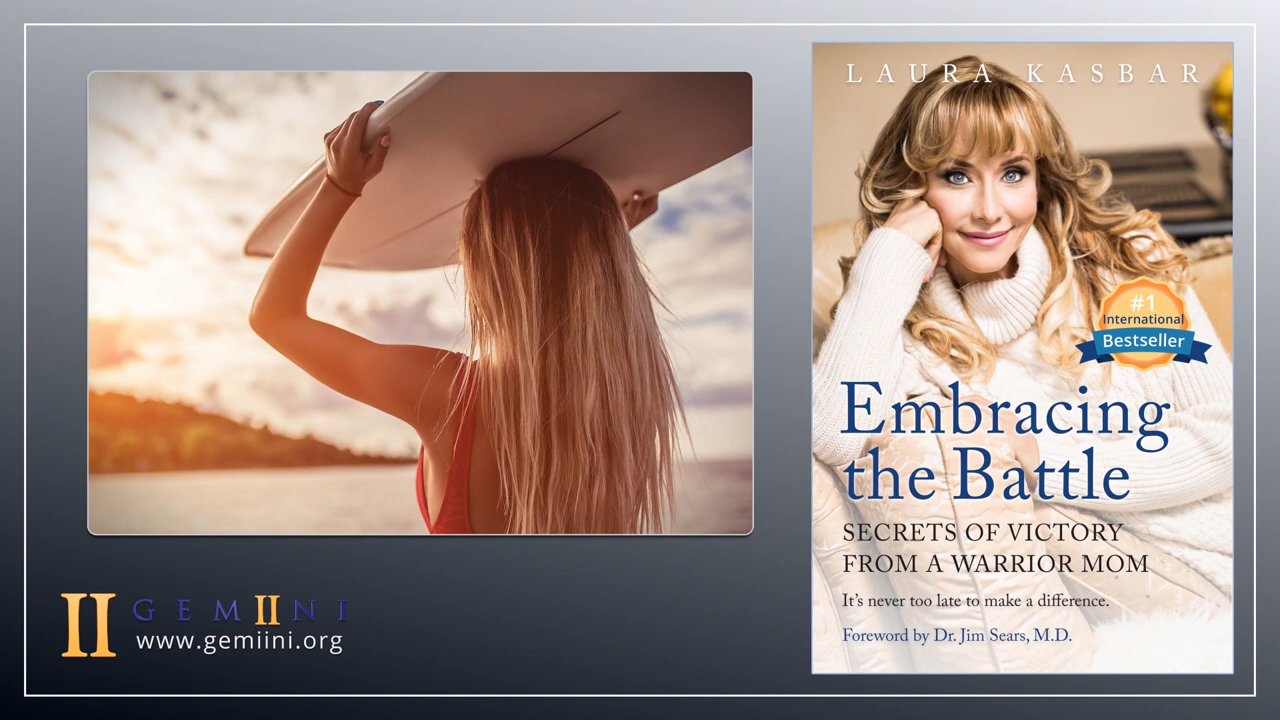 LAURA KASBAR
#1
International
Bestseller
Embracing
the Battle
SECRETS OF VICTORY
FROM A WARRIOR MOM
It's never too late to make a difference.
Foreword by Dr. Jim Sears, M.D.
II GEMIINI
www.gemiini.org